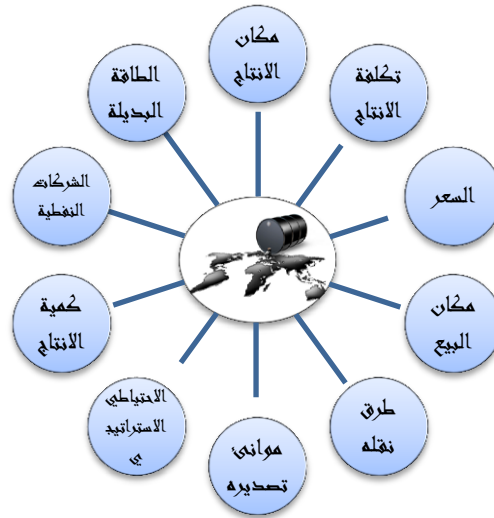 مكان
الانتاج
تكلفة
الانتاج
السعر
مكان
البيع
طرق
نقله
موانئ
تصديره
الاحتياطي
الاستراتيج
ي
كمية
الانتاج
الشركات
النفطية
الطاقة
البديلة